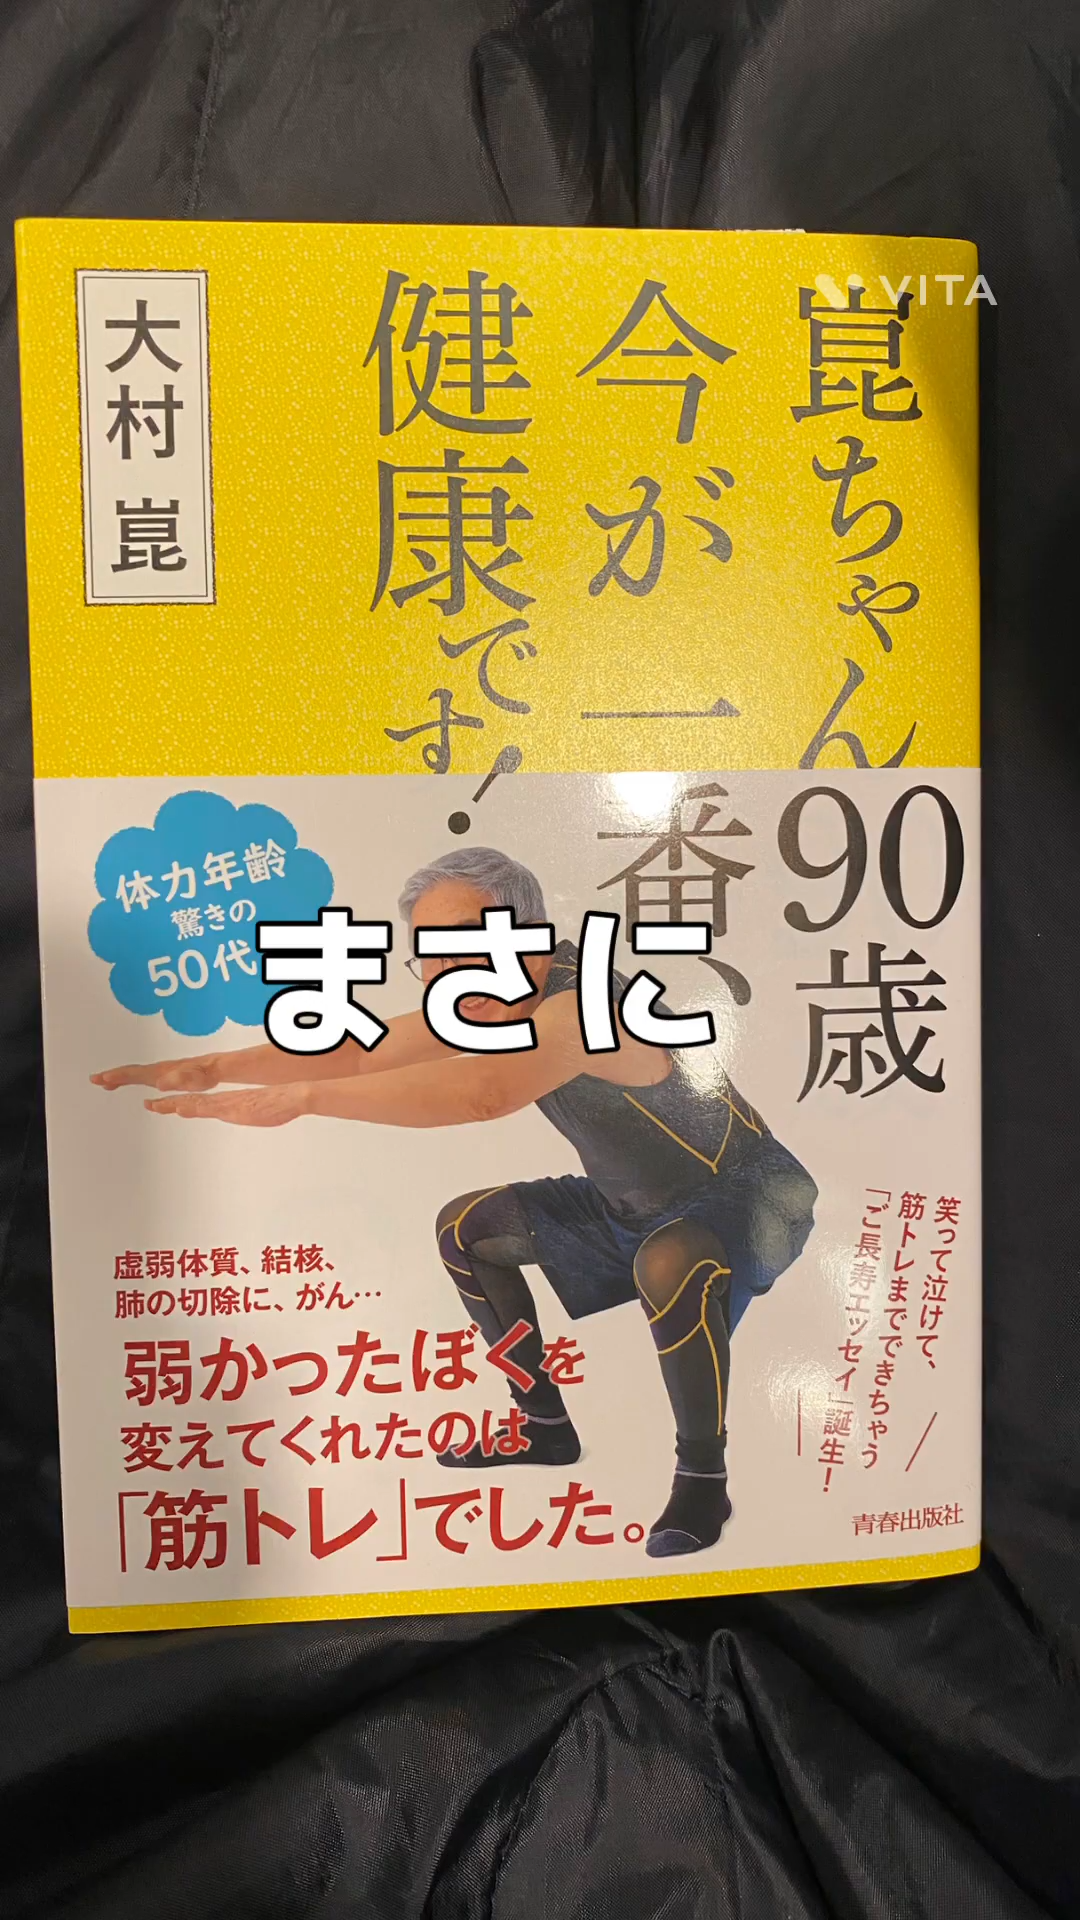 VITA
崑ちゃん90歳
今が一番、
健康です！
大村 崑
体力年齢
驚きの
50代
まさに
虚弱体質、結核、
肺の切除に、がん…
弱かったぼくを
変えてくれたのは
「筋トレ」でした。
笑って泣けて、
筋トレまでできちゃう
「ご長寿エッセイ」誕生！
青春出版社